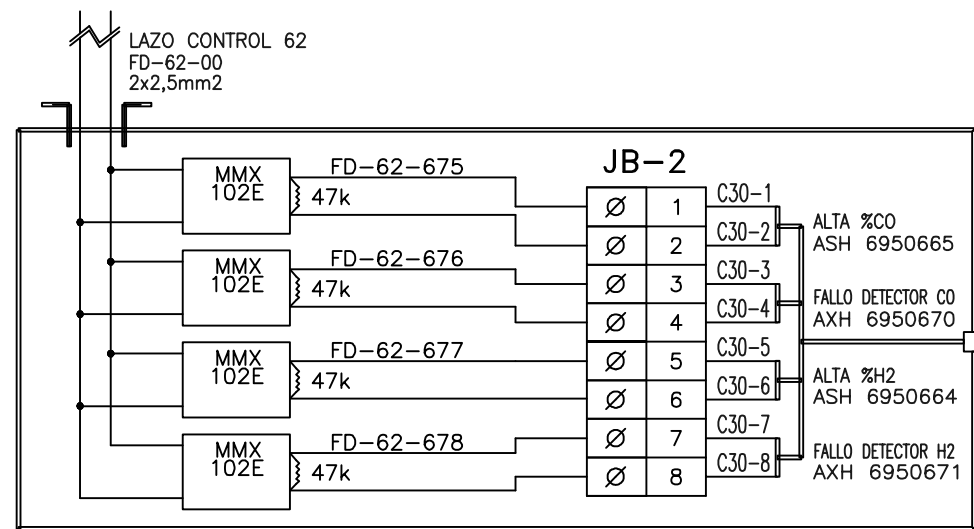 LAZO CONTROL 62
FD-62-00
2x2,5mm2
JB-2
MMX
102E
FD-62-675
47k
1
C30-1
2
C30-2
ALTA %CO
ASH 6950665
MMX
102E
FD-62-676
47k
3
C30-3
4
C30-4
FALLO DETECTOR CO
AXH 6950670
MMX
102E
FD-62-677
47k
5
C30-5
6
C30-6
ALTA %H2
ASH 6950664
MMX
102E
FD-62-678
47k
7
C30-7
8
C30-8
FALLO DETECTOR H2
AXH 6950671